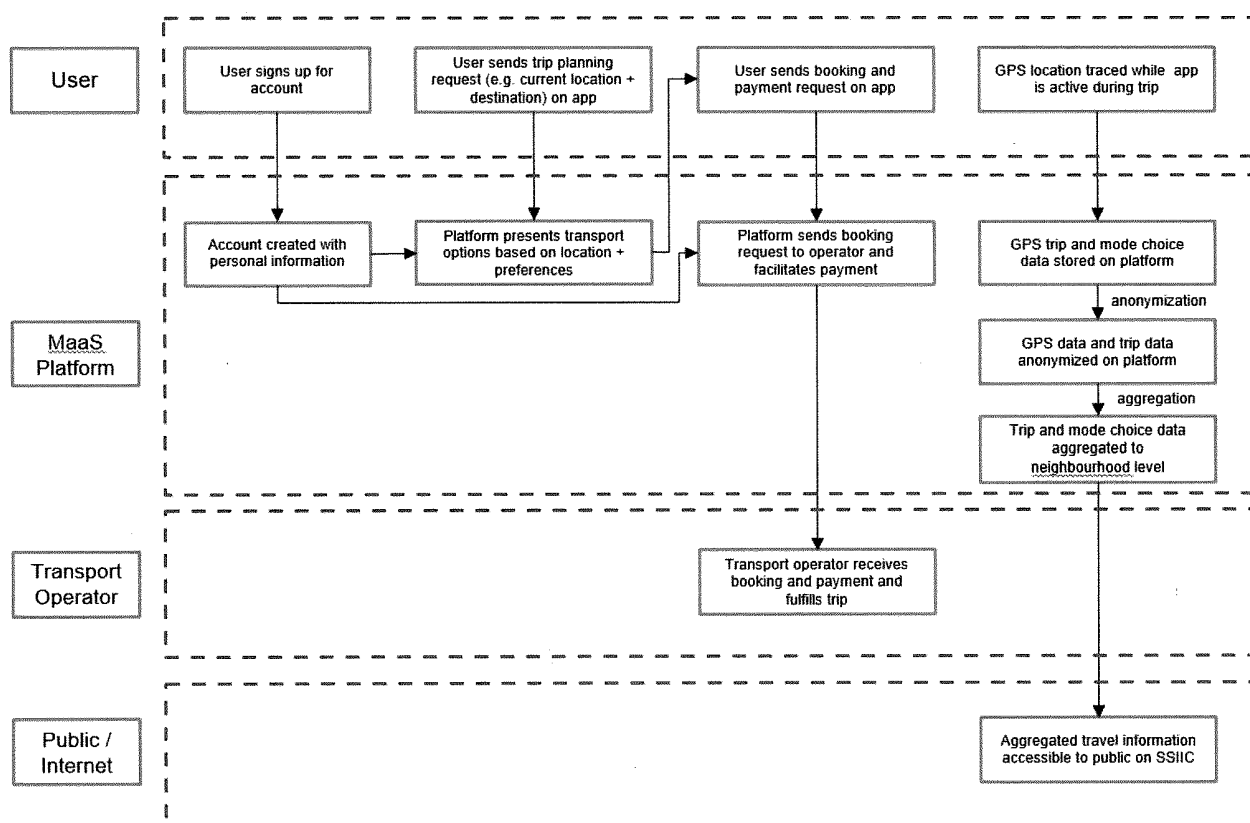 User
User signs up for
account
User sends trip planning
request (e.g. current location +
destination) on app
User sends booking and
payment request on app
GPS location traced while app
is active during trip
MaaS
Platform
Account created with
personal information
Platform presents transport
options based on location +
preferences
Platform sends booking
request to operator and
facilitates payment
GPS trip and mode choice
data stored on platform
anonymization
GPS data and trip data
anonymized on platform
aggregation
Trip and mode choice data
aggregated to
neighbourhood level
Transport
Operator
Transport operator receives
booking and payment and
fulfills trip
Public /
Internet
Aggregated travel information
accessible to public on SSIIC